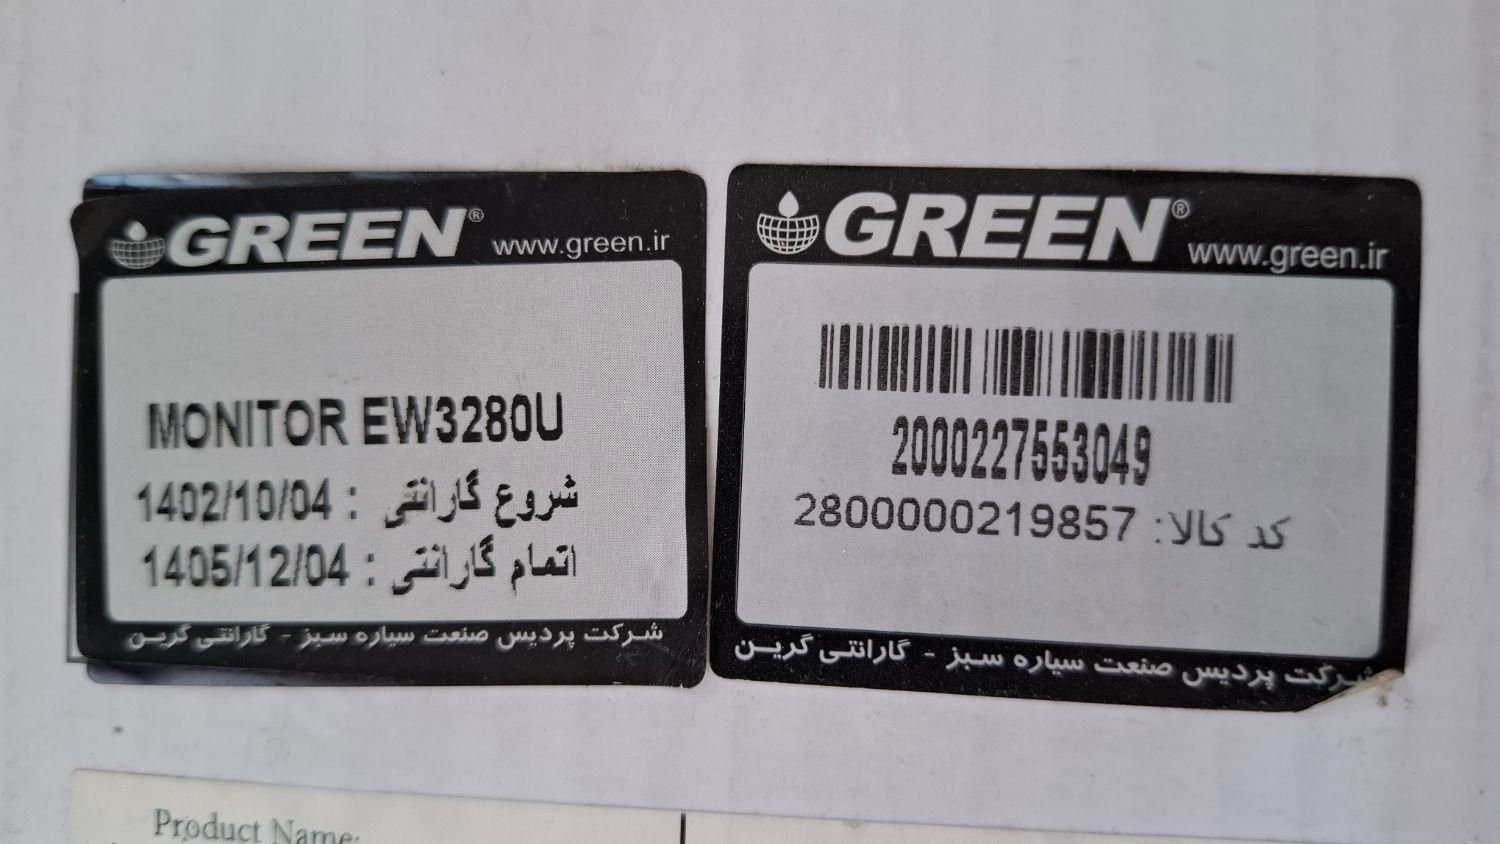 GREEN® www.green.ir
MONITOR EW3280U
شروع گارانتی : 1402/10/04
اتمام گارانتی : 1405/12/04
شرکت پردیس صنعت سیاره سبز - گارانتی گرین
GREEN® www.green.ir
2000227553049
کد کالا: 2800000219857
شرکت پردیس صنعت سیاره سبز - گارانتی گرین
Product Name: